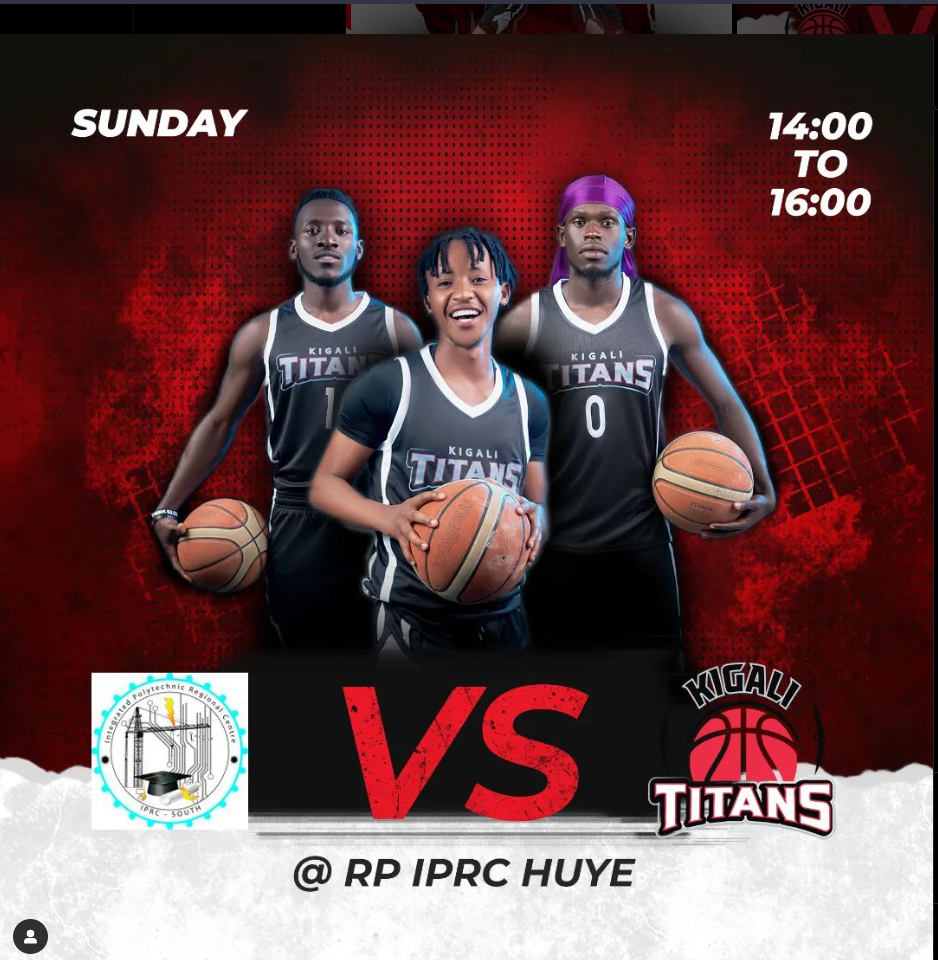 SUNDAY
14:00
TO
16:00
KIGALI
TITANS
1
KIGALI
TITANS
KIGALI
TITANS
0
Integrated Polytechnic Regional Centre
IPRC - SOUTH
VS
KIGALI
TITANS
@ RP IPRC HUYE